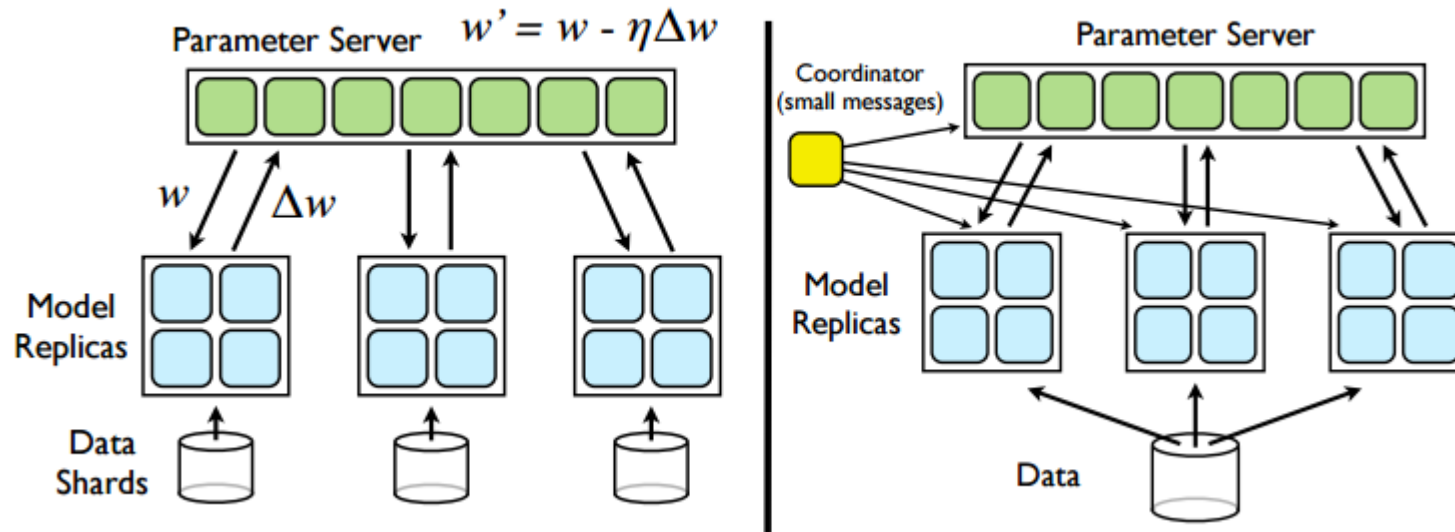 Parameter Server w' = w - ηΔw
w
Δw
Model
Replicas
Data
Shards
Parameter Server
Coordinator
(small messages)
Model
Replicas
Data